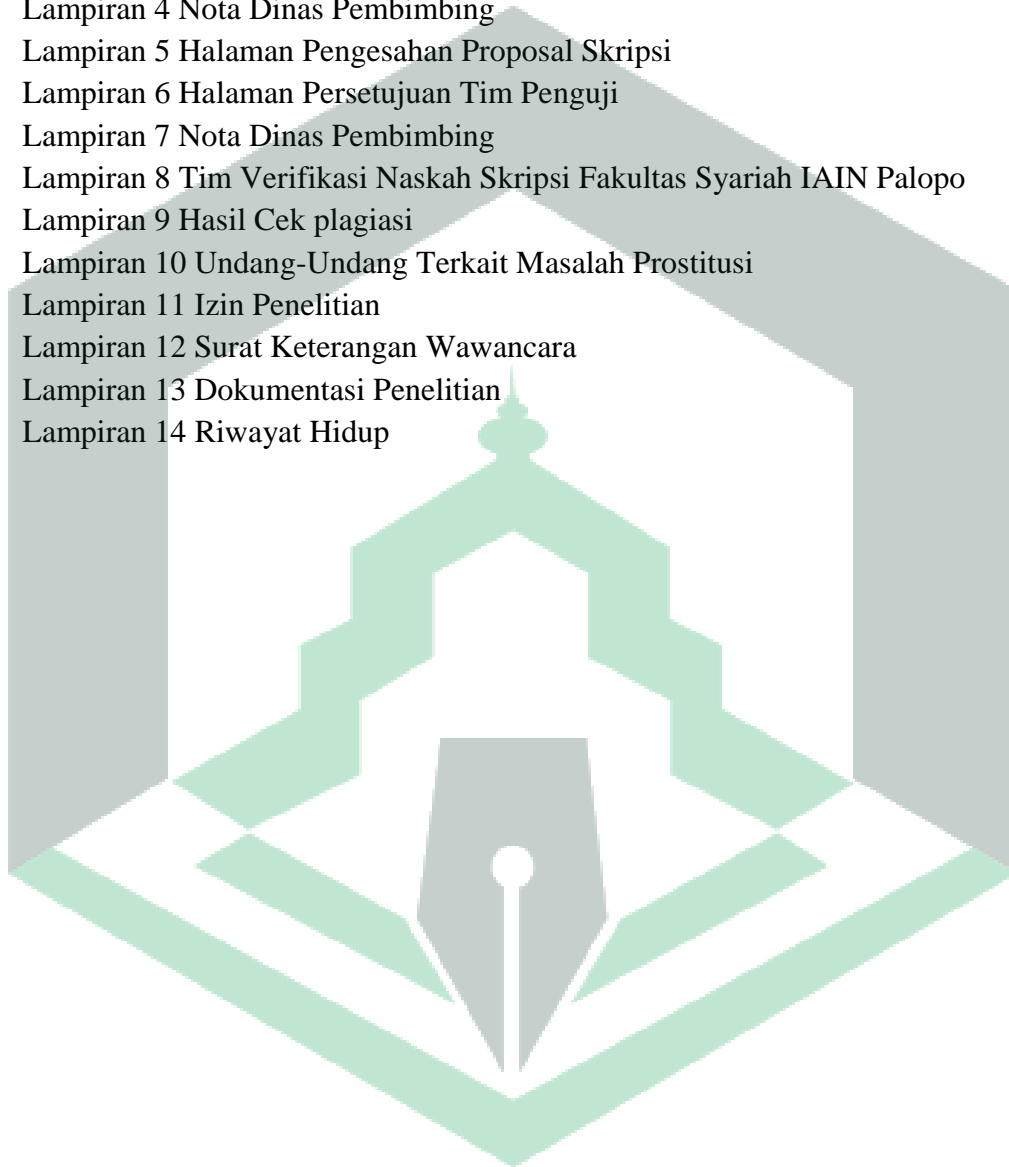 Lampiran 4 Nota Dinas Pembimbing
Lampiran 5 Halaman Pengesahan Proposal Skripsi
Lampiran 6 Halaman Persetujuan Tim Penguji
Lampiran 7 Nota Dinas Pembimbing
Lampiran 8 Tim Verifikasi Naskah Skripsi Fakultas Syariah IAIN Palopo
Lampiran 9 Hasil Cek plagiasi
Lampiran 10 Undang-Undang Terkait Masalah Prostitusi
Lampiran 11 Izin Penelitian
Lampiran 12 Surat Keterangan Wawancara
Lampiran 13 Dokumentasi Penelitian
Lampiran 14 Riwayat Hidup